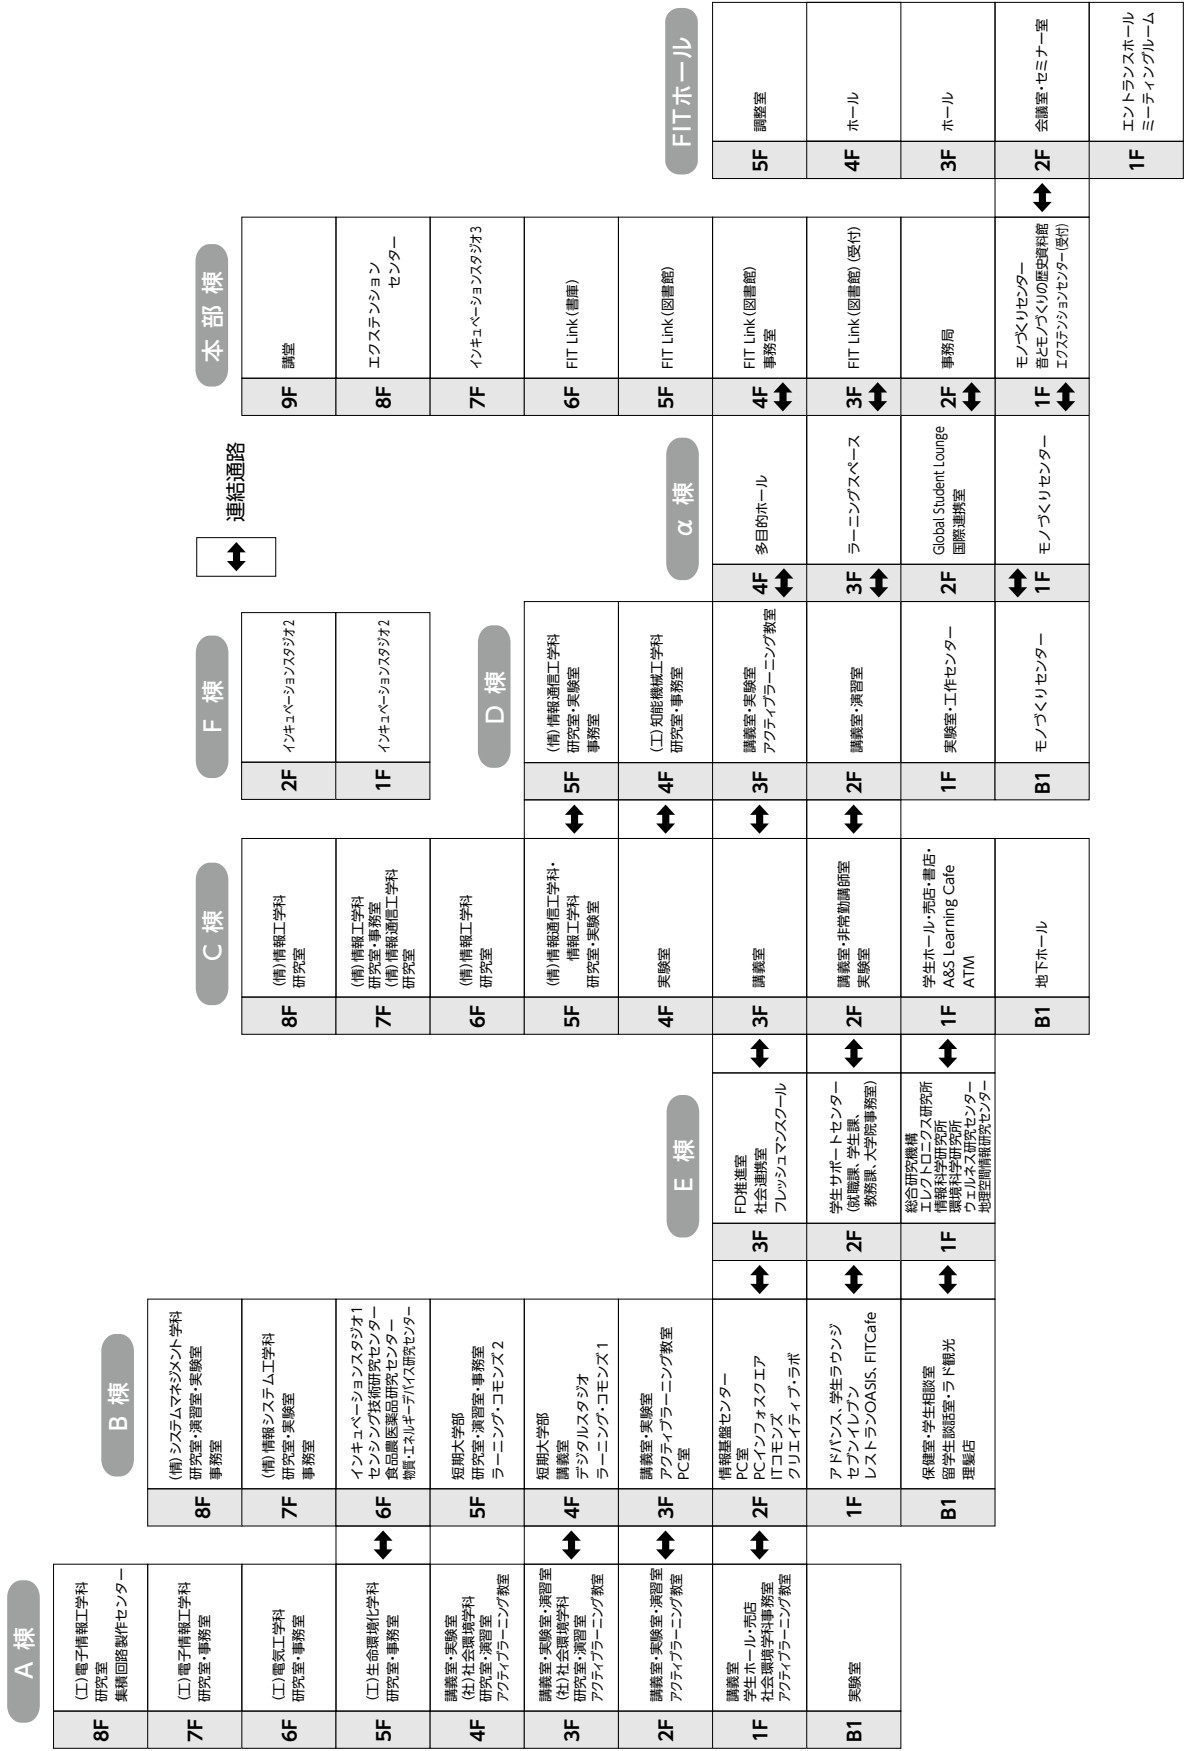 A 棟
8F
(工)電子情報工学科
研究室
集積回路製作センター
7F
(工)電子情報工学科
研究室・事務室
6F
(工)電気工学科
研究室・事務室
5F
(工)生命環境化学科
研究室・事務室
4F
講義室・実験室
(社)社会環境学科
研究室・演習室
アクティブラーニング教室
3F
講義室・実験室・演習室
(社)社会環境学科
研究室・演習室
アクティブラーニング教室
2F
講義室・実験室・演習室
アクティブラーニング教室
1F
講義室
学生ホール・売店
社会環境学科事務室
アクティブラーニング教室
B1
実験室
B 棟
8F
(情)システムマネジメント学科
研究室・演習室・実験室
事務室
7F
(情)情報システム工学科
研究室・実験室
事務室
6F
インキュベーションスタジオ1
センシング技術研究センター
食品農医薬品研究センター
物質・エネルギーデバイス研究センター
5F
短期大学部
研究室・演習室・事務室
ラーニング・コモンズ 2
4F
短期大学部
講義室
デジタルスタジオ
ラーニング・コモンズ 1
3F
講義室・実験室
アクティブラーニング教室
PC室
2F
情報基盤センター
PC室
PCインフォスクエア
ITコモンズ
クリエイティブ・ラボ
1F
アドバンス、学生ラウンジ
セブンイレブン
レストランOASIS、FITCafe
B1
保健室・学生相談室
留学生談話室・ラド観光
理髪店
E 棟
3F
FD推進室
社会連携室
フレッシュマンスクール
2F
学生サポートセンター
(就職課、学生課、
教務課、大学院事務室)
1F
総合研究機構
エレクトロニクス研究所
情報科学研究所
環境科学研究所
ウェルネス研究センター
地理空間情報研究センター
C 棟
8F
(情)情報工学科
研究室
7F
(情)情報工学科
研究室・事務室
(情)情報通信工学科
6F
(情)情報工学科
研究室
5F
(情)情報通信工学科・
情報工学科
研究室・実験室
4F
実験室
3F
講義室
2F
講義室・非常勤講師室
実験室
1F
学生ホール・売店・書店・
A&S Learning Cafe
ATM
B1
地下ホール
F 棟
2F
インキュベーションスタジオ2
1F
インキュベーションスタジオ2
D 棟
5F
(情)情報通信工学科
研究室・実験室
事務室
4F
(工)知能機械工学科
研究室・事務室
3F
講義室・実験室
アクティブラーニング教室
2F
講義室・演習室
1F
実験室・工作センター
B1
モノづくりセンター
連結通路
α 棟
4F
多目的ホール
3F
ラーニングスペース
2F
Global Student Lounge
国際連携室
1F
モノづくりセンター
本 部 棟
9F
講堂
8F
エクステンション
センター
7F
インキュベーションスタジオ3
6F
FIT Link(書庫)
5F
FIT Link(図書館)
4F
FIT Link(図書館)
事務室
3F
FIT Link(図書館)(受付)
2F
事務局
1F
モノづくりセンター
音とモノづくりの歴史資料館
エクステンションセンター(受付)
FITホール
5F
調整室
4F
ホール
3F
ホール
2F
会議室・セミナー室
1F
エントランスホール
ミーティングルーム